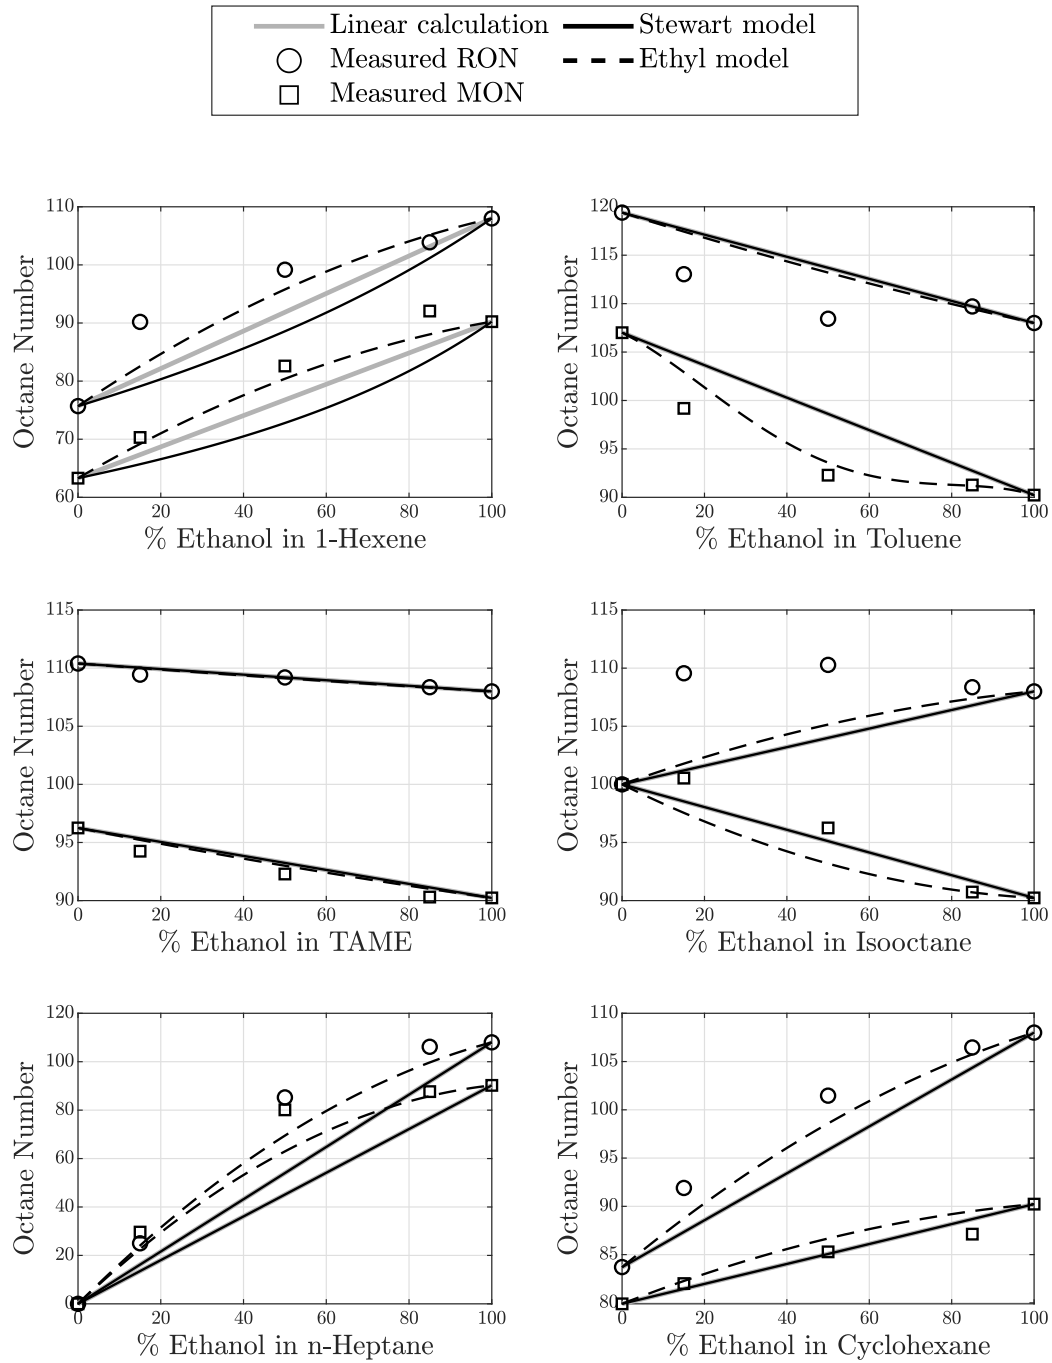 Linear calculation Stewart model
Measured RON Ethyl model
Measured MON
110
100
90
80
70
60
0 20 40 60 80 100
Octane Number
% Ethanol in 1-Hexene
120
115
110
105
100
95
90
0 20 40 60 80 100
Octane Number
% Ethanol in Toluene
115
110
105
100
95
90
0 20 40 60 80 100
Octane Number
% Ethanol in TAME
115
110
105
100
95
90
0 20 40 60 80 100
Octane Number
% Ethanol in Isooctane
120
100
80
60
40
20
0
0 20 40 60 80 100
Octane Number
% Ethanol in n-Heptane
110
105
100
95
90
85
80
0 20 40 60 80 100
Octane Number
% Ethanol in Cyclohexane